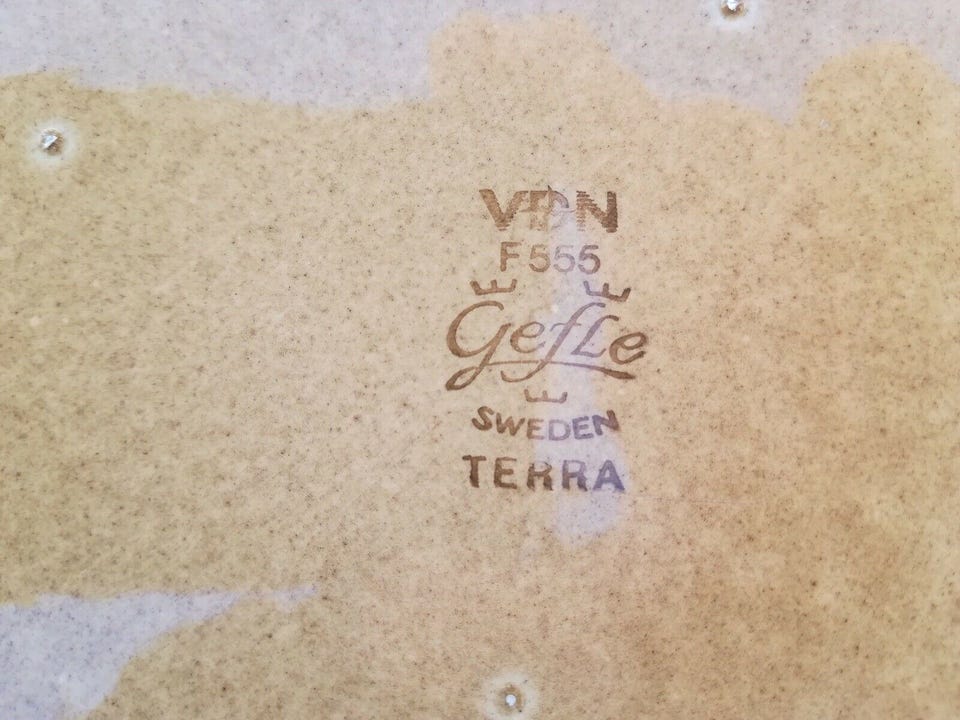 VDN
F555
Gefle
SWEDEN
TERRA